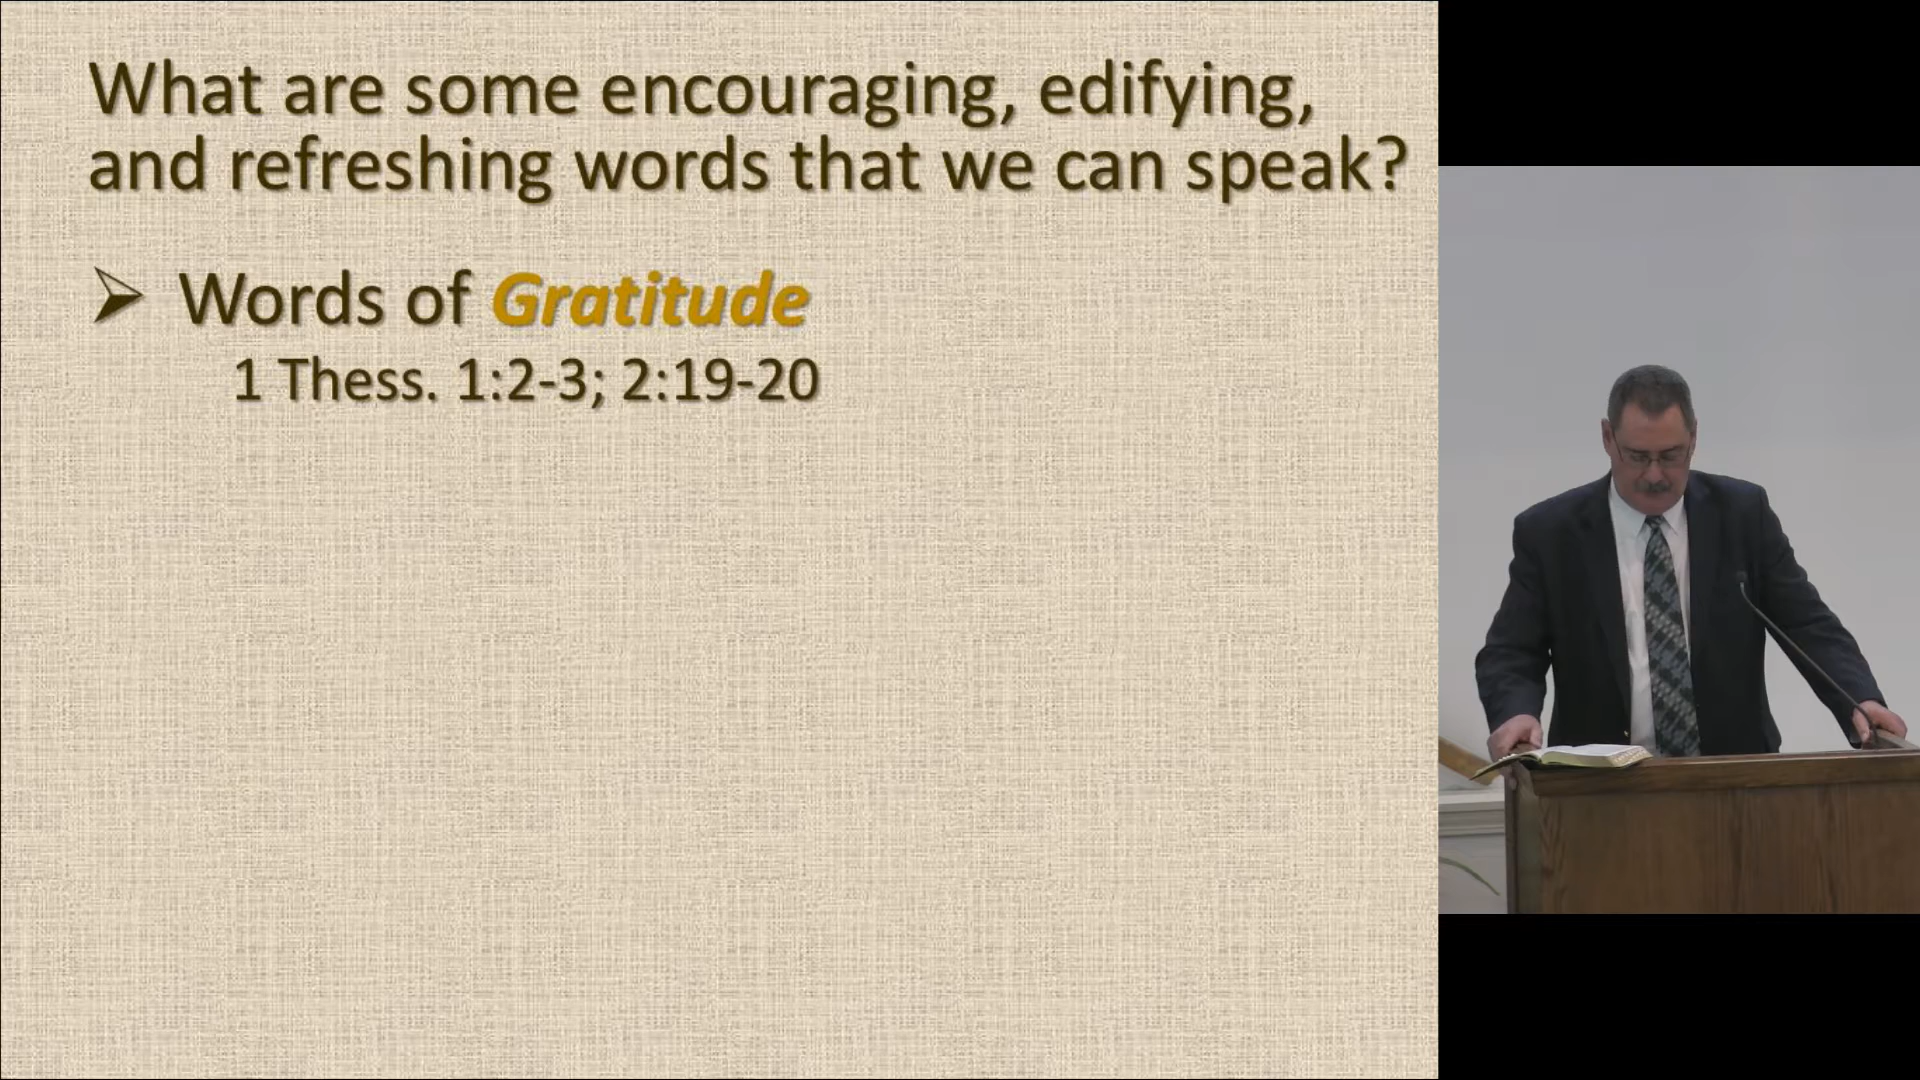 What are some encouraging, edifying,
and refreshing words that we can speak?
Words of Gratitude
1 Thess. 1:2-3; 2:19-20